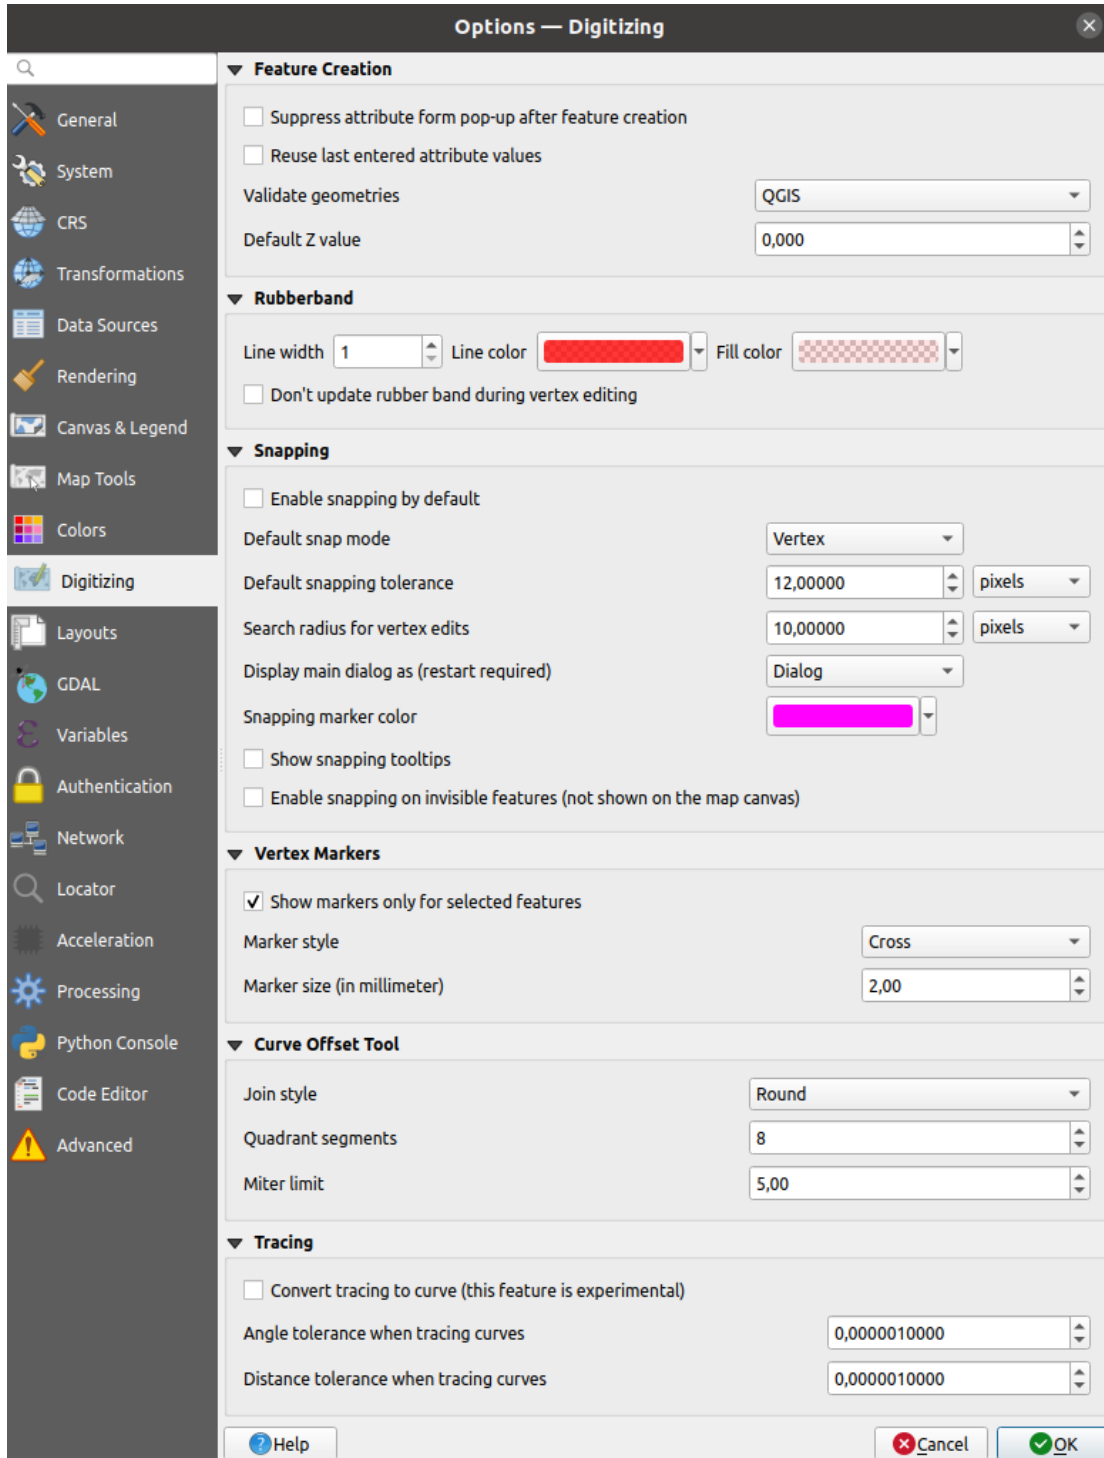 Options — Digitizing
General
System
CRS
Transformations
Data Sources
Rendering
Canvas & Legend
Map Tools
Colors
Digitizing
Layouts
GDAL
Variables
Authentication
Network
Locator
Acceleration
Processing
Python Console
Code Editor
Advanced
Feature Creation
Suppress attribute form pop-up after feature creation
Reuse last entered attribute values
Validate geometries QGIS
Default Z value 0,000
Rubberband
Line width 1 Line color Fill color
Don't update rubber band during vertex editing
Snapping
Enable snapping by default
Default snap mode Vertex
Default snapping tolerance 12,00000 pixels
Search radius for vertex edits 10,00000 pixels
Display main dialog as (restart required) Dialog
Snapping marker color
Show snapping tooltips
Enable snapping on invisible features (not shown on the map canvas)
Vertex Markers
Show markers only for selected features
Marker style Cross
Marker size (in millimeter) 2,00
Curve Offset Tool
Join style Round
Quadrant segments 8
Miter limit 5,00
Tracing
Convert tracing to curve (this feature is experimental)
Angle tolerance when tracing curves 0,0000010000
Distance tolerance when tracing curves 0,0000010000
Help Cancel OK